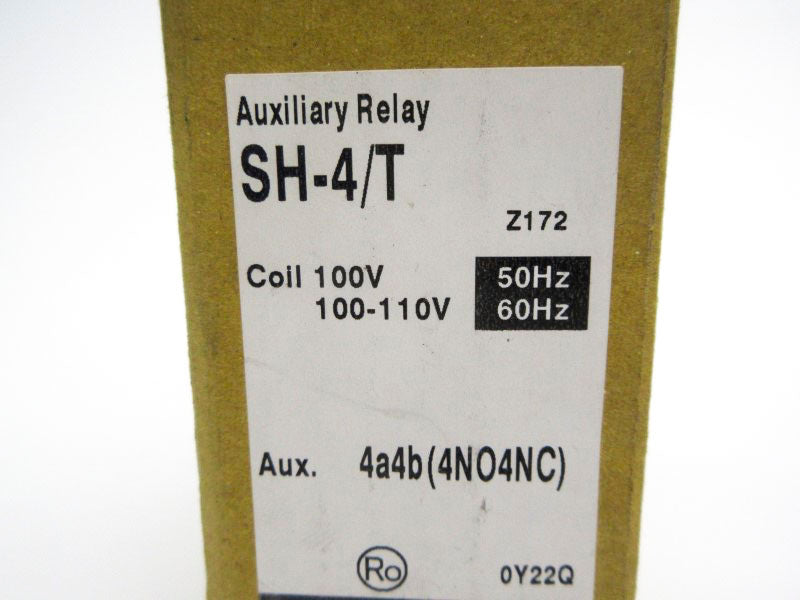 Auxiliary Relay
SH-4/T
Z172
Coil 100V 50Hz
100-110V 60Hz
Aux. 4a4b(4NO4NC)
Ro 0Y22Q